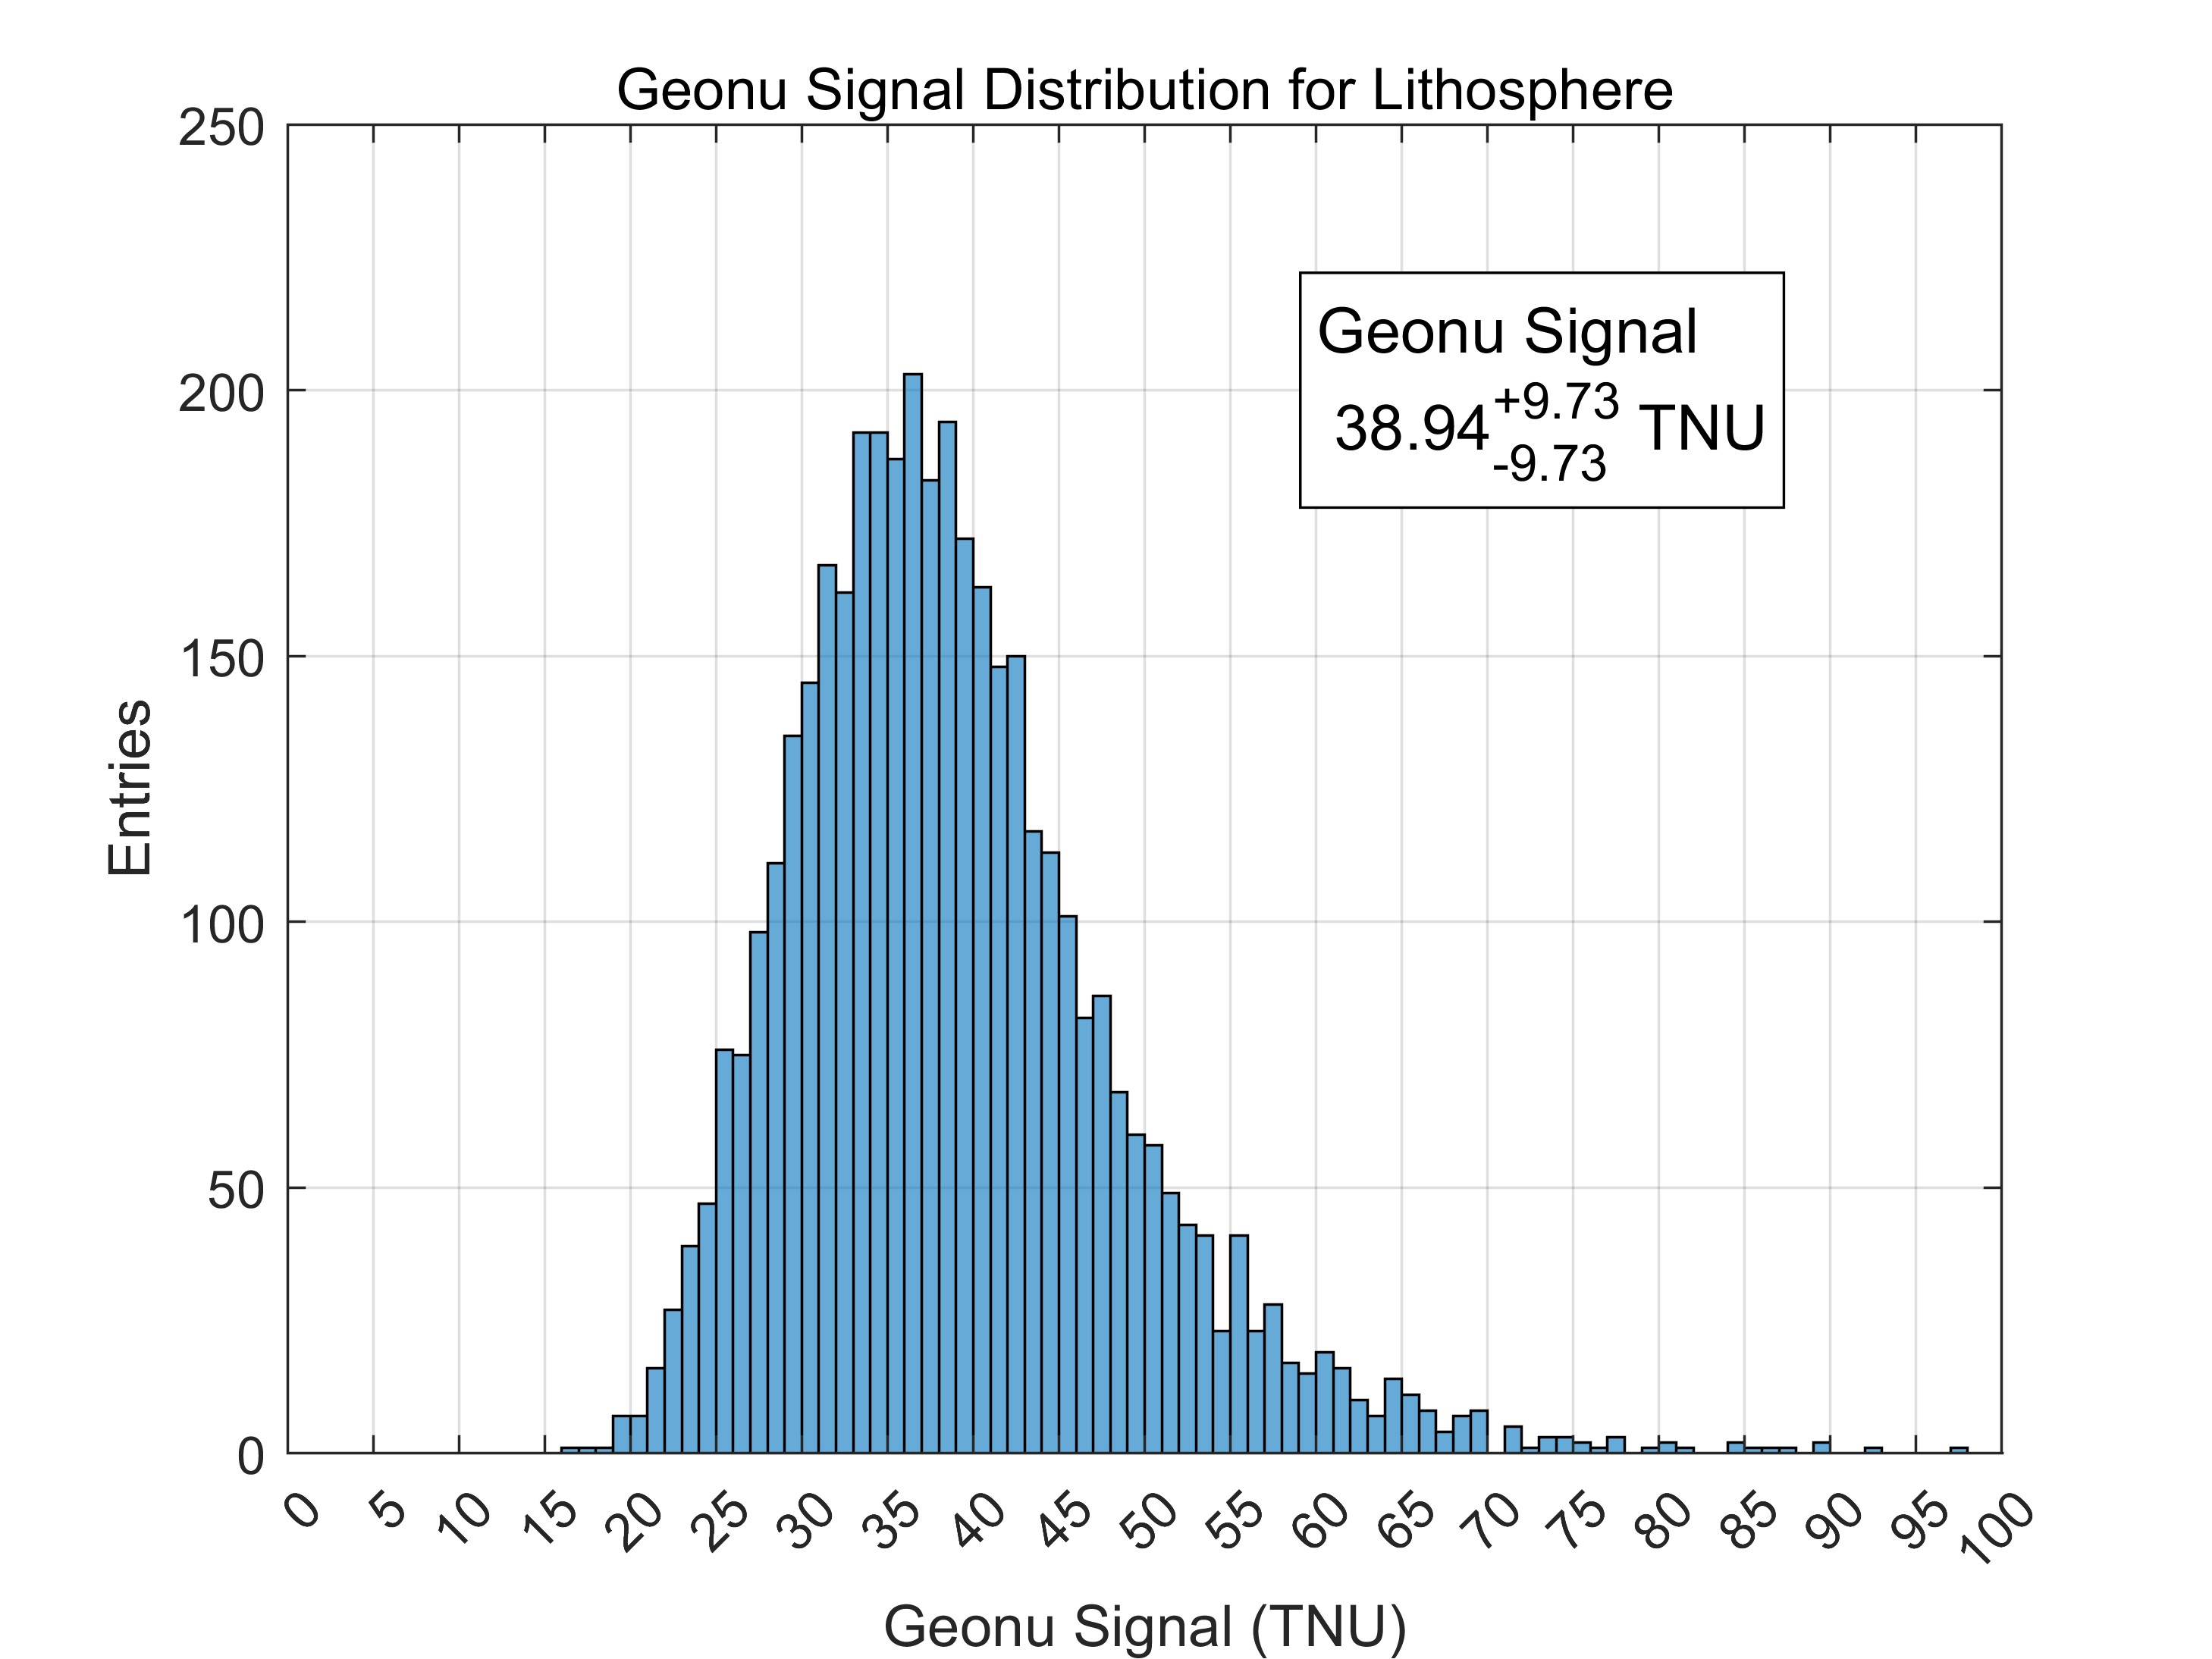 Geonu Signal Distribution for Lithosphere
250
200
150
100
50
0
Entries
Geonu Signal
38.94+9.73-9.73 TNU
0 5 10 15 20 25 30 35 40 45 50 55 60 65 70 75 80 85 90 95 100
Geonu Signal (TNU)